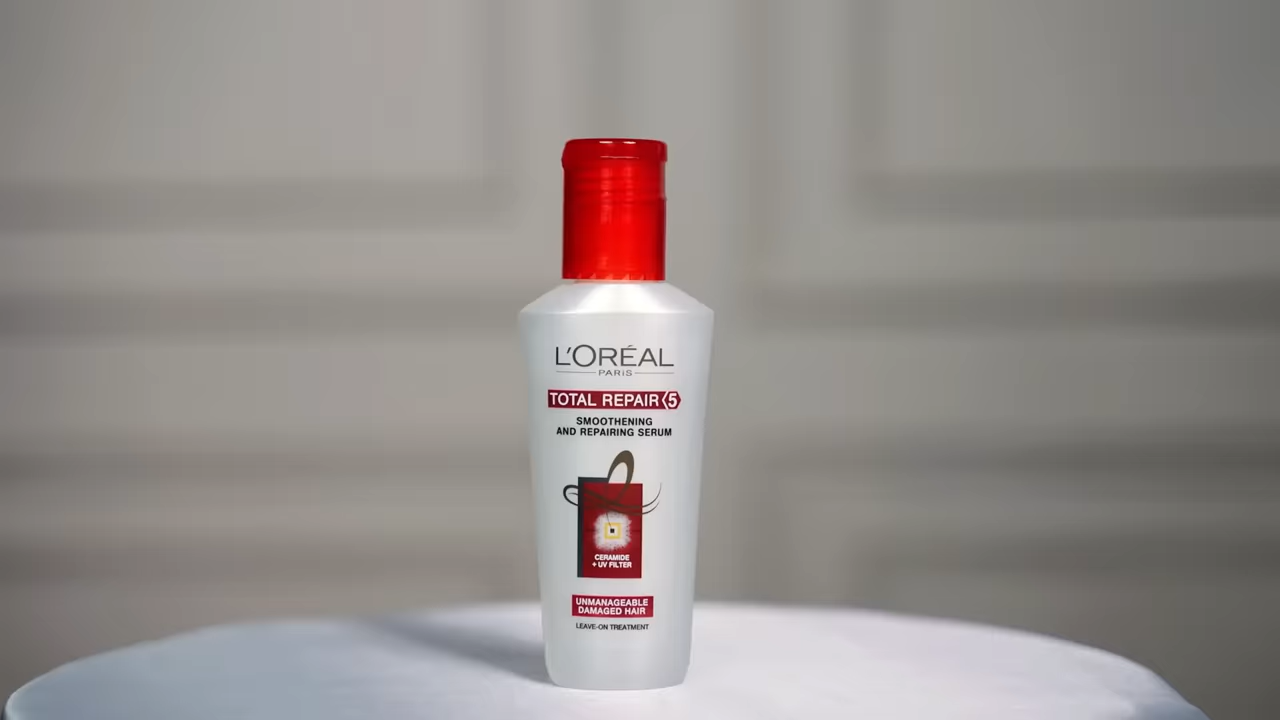 L'ORÉAL
PARIS
TOTAL REPAIR 5
SMOOTHENING
AND REPAIRING SERUM
CERAMIDE
+ UV FILTER
UNMANAGEABLE
DAMAGED HAIR
LEAVE-ON TREATMENT